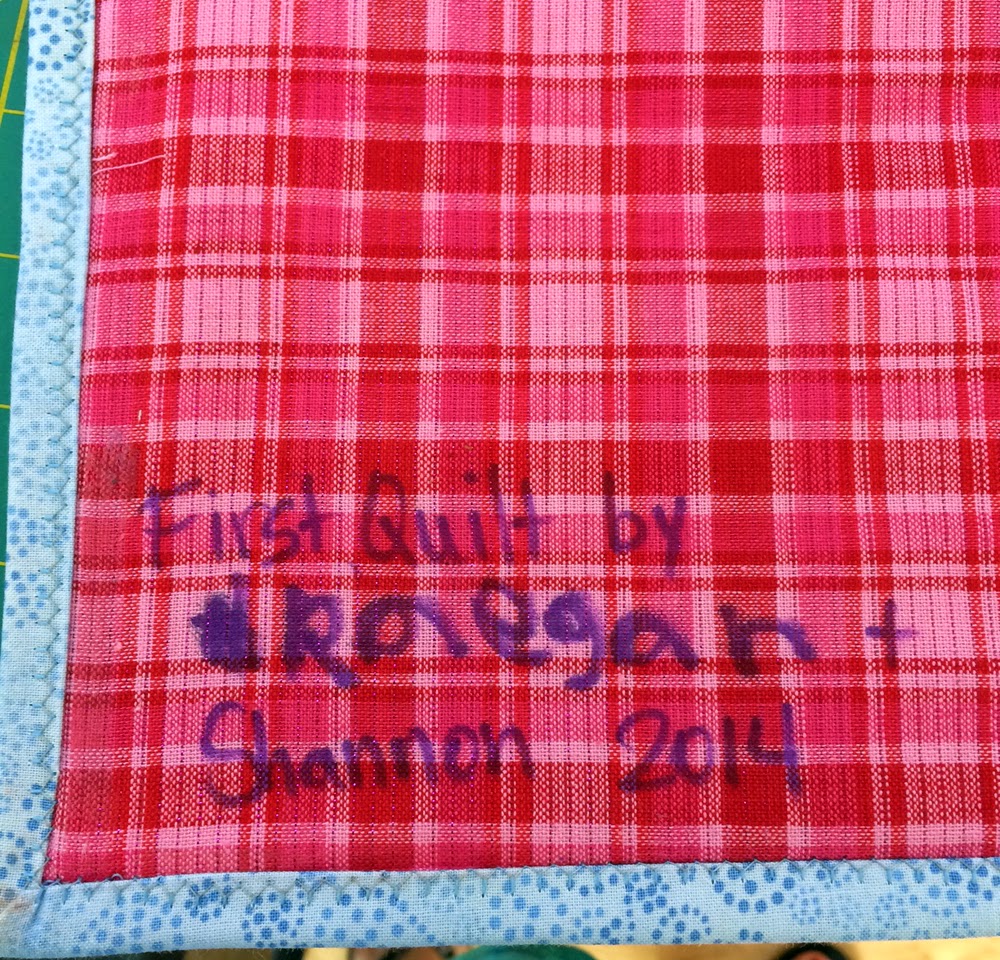 First Quilt by
Raegan +
Shannon 2014